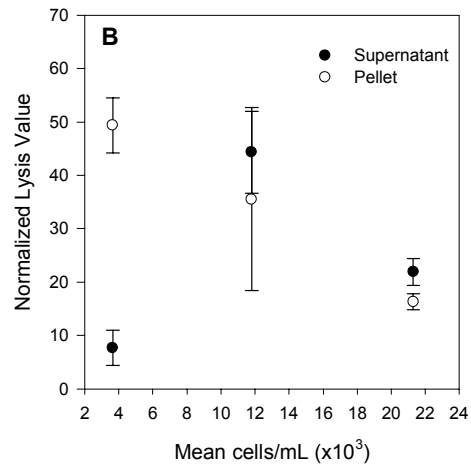 B
Supernatant
Pellet
Normalized Lysis Value
70
60
50
40
30
20
10
0
2 4 6 8 10 12 14 16 18 20 22 24
Mean cells/mL (x10³)